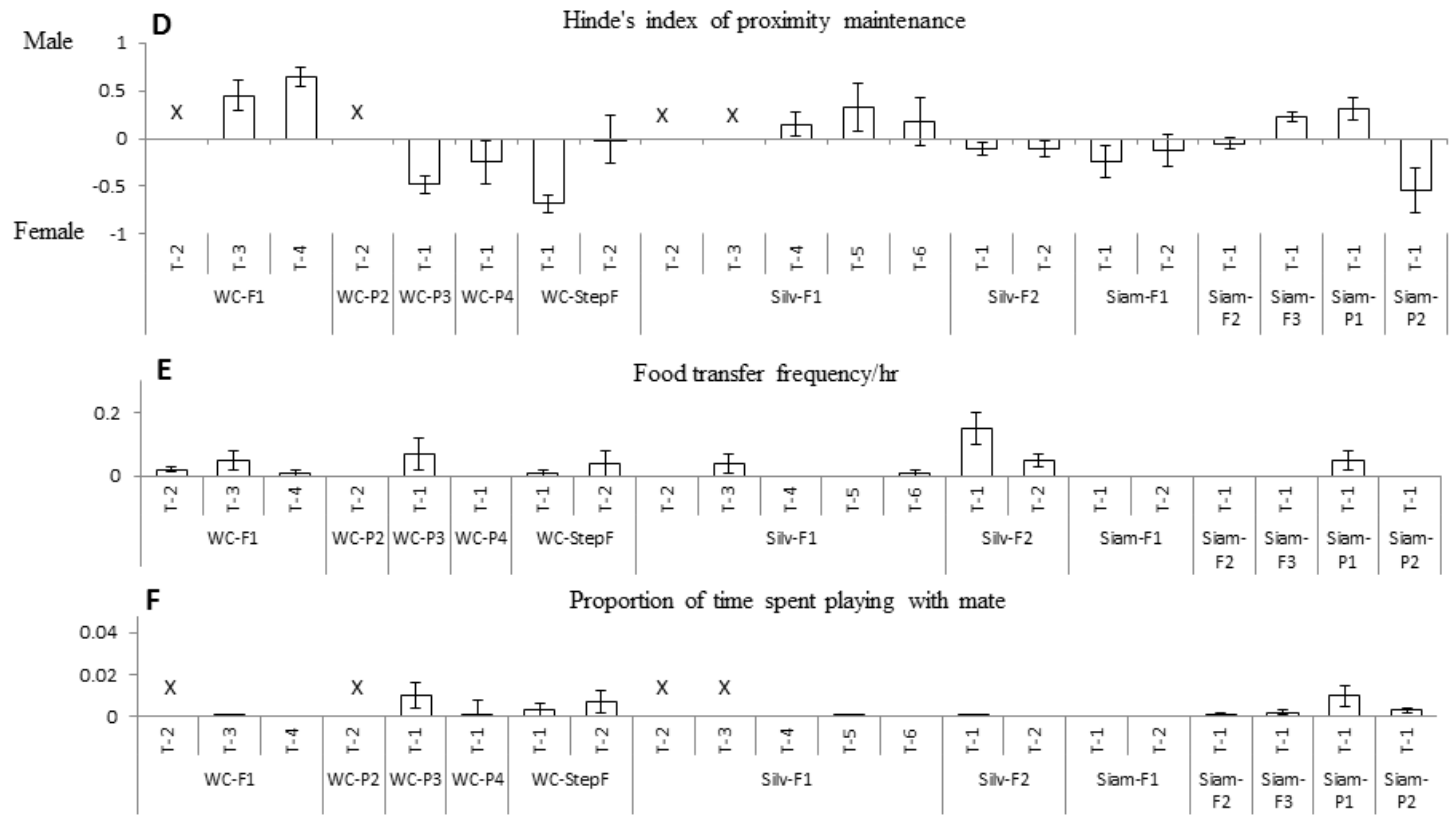 D
Hinde's index of proximity maintenance
Male
1
0.5
0
-0.5
Female
-1
X X X X
T-2 T-3 T-4 T-2 T-1 T-1 T-1 T-2 T-2 T-3 T-4 T-5 T-6 T-1 T-2 T-1 T-2 T-1 T-1 T-1 T-1
WC-F1 WC-P2 WC-P3 WC-P4 WC-StepF Silv-F1 Silv-F2 Siam-F1 Siam-F2 Siam-F3 Siam-P1 Siam-P2
E
Food transfer frequency/hr
0.2
0
T-2 T-3 T-4 T-2 T-1 T-1 T-1 T-2 T-2 T-3 T-4 T-5 T-6 T-1 T-2 T-1 T-2 T-1 T-1 T-1 T-1
WC-F1 WC-P2 WC-P3 WC-P4 WC-StepF Silv-F1 Silv-F2 Siam-F1 Siam-F2 Siam-F3 Siam-P1 Siam-P2
F
Proportion of time spent playing with mate
0.04
0.02
0
X X X X
T-2 T-3 T-4 T-2 T-1 T-1 T-1 T-2 T-2 T-3 T-4 T-5 T-6 T-1 T-2 T-1 T-2 T-1 T-1 T-1 T-1
WC-F1 WC-P2 WC-P3 WC-P4 WC-StepF Silv-F1 Silv-F2 Siam-F1 Siam-F2 Siam-F3 Siam-P1 Siam-P2